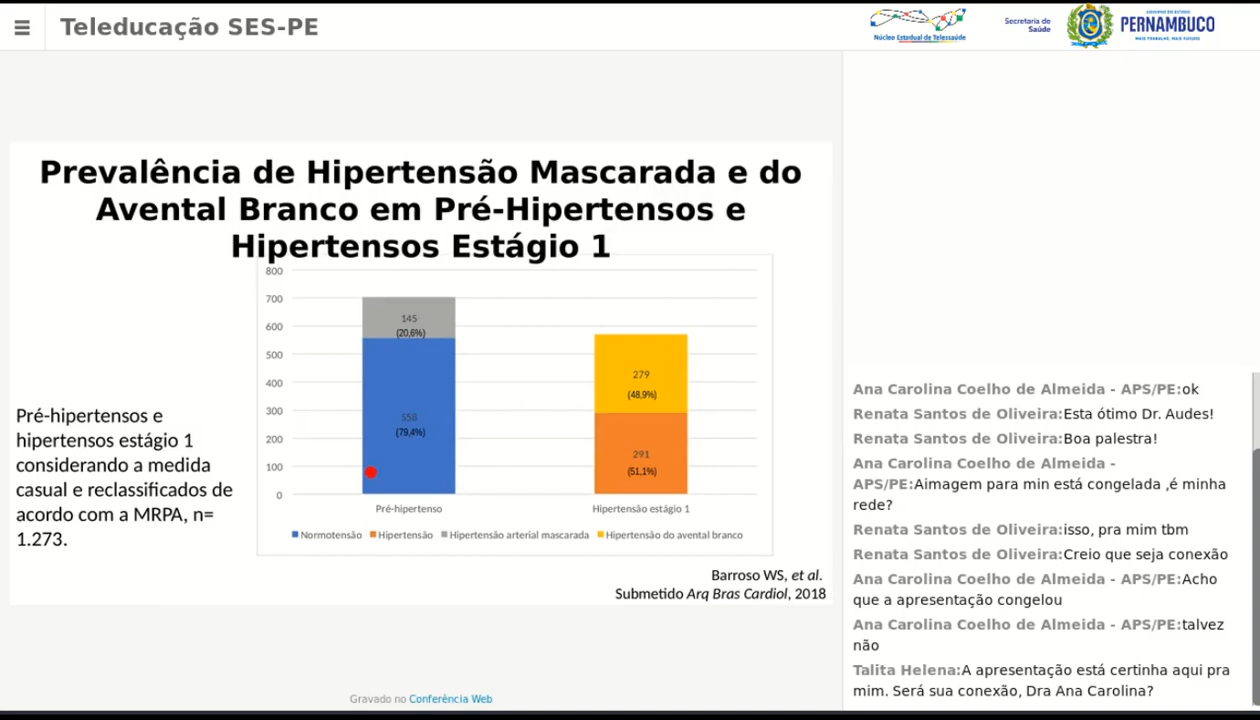 ☰ Teleducação SES-PE
Núcleo Estadual de Telessaúde
Secretaria de
Saúde
GOVERNO DO ESTADO
PERNAMBUCO
MAIS TRABALHO, MAIS FUTURO
Prevalência de Hipertensão Mascarada e do
Avental Branco em Pré-Hipertensos e
Hipertensos Estágio 1
Pré-hipertensos e
hipertensos estágio 1
considerando a medida
casual e reclassificados de
acordo com a MRPA, n=
1.273.
800
700
600
500
400
300
200
100
0
145
(20,6%)
558
(79,4%)
279
(48,9%)
291
(51,1%)
Pré-hipertenso
Hipertensão estágio 1
Normotensão Hipertensão Hipertensão arterial mascarada Hipertensão do avental branco
Barroso WS, et al.
Submetido Arq Bras Cardiol, 2018
Gravado no Conferência Web
Ana Carolina Coelho de Almeida - APS/PE:ok
Renata Santos de Oliveira:Esta ótimo Dr. Audes!
Renata Santos de Oliveira:Boa palestra!
Ana Carolina Coelho de Almeida -
APS/PE:Aimagem para min está congelada ,é minha
rede?
Renata Santos de Oliveira:isso, pra mim tbm
Renata Santos de Oliveira:Creio que seja conexão
Ana Carolina Coelho de Almeida - APS/PE:Acho
que a apresentação congelou
Ana Carolina Coelho de Almeida - APS/PE:talvez
não
Talita Helena:A apresentação está certinha aqui pra
mim. Será sua conexão, Dra Ana Carolina?